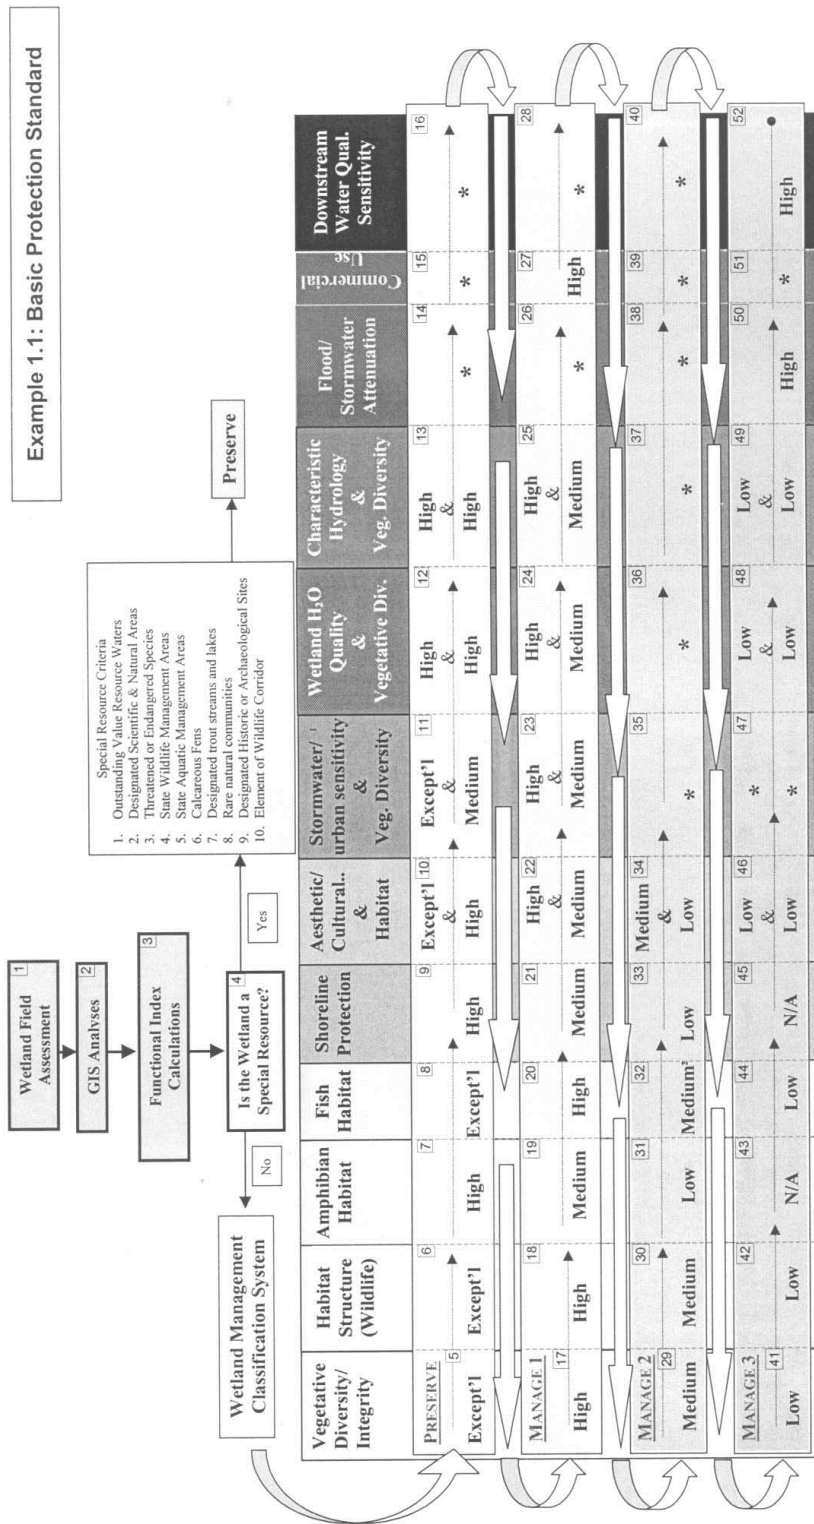 Example 1.1: Basic Protection Standard
1
Wetland Field
Assessment
2
GIS Analyses
3
Functional Index
Calculations
4
Is the Wetland a
Special Resource?
No
Yes
Wetland Management
Classification System
Special Resource Criteria
1. Outstanding Value Resource Waters
2. Designated Scientific & Natural Areas
3. Threatened or Endangered Species
4. State Wildlife Management Areas
5. State Aquatic Management Areas
6. Calcareous Fens
7. Designated trout streams and lakes
8. Rare natural communities
9. Designated Historic or Archaeological Sites
10. Element of Wildlife Corridor
Preserve
Vegetative
Diversity/
Integrity
Habitat
Structure
(Wildlife)
Amphibian
Habitat
Fish
Habitat
Shoreline
Protection
Aesthetic/
Cultural..
&
Habitat
Stormwater/¹
urban sensitivity
&
Veg. Diversity
Wetland H₂O
Quality
&
Vegetative Div.
Characteristic
Hydrology
&
Veg. Diversity
Flood/
Stormwater
Attenuation
Commercial
Use
Downstream
Water Qual.
Sensitivity
PRESERVE
5
Except'l
6
Except'l
7
High
8
Except'l
9
High
10
Except'l
&
High
11
Except'l
&
Medium
12
High
&
High
13
High
&
High
14
*
15
*
16
*
MANAGE 1
17
High
18
High
19
Medium
20
High
21
Medium
22
High
&
Medium
23
High
&
Medium
24
High
&
Medium
25
High
&
Medium
26
*
27
High
28
*
MANAGE 2
29
Medium
30
Medium
31
Low
32
Medium²
33
Low
34
Medium
&
Low
35
*
36
*
37
*
38
*
39
*
40
*
MANAGE 3
41
Low
42
Low
43
N/A
44
Low
45
N/A
46
Low
&
Low
47
*
*
48
Low
&
Low
49
Low
&
Low
50
High
51
*
52
High